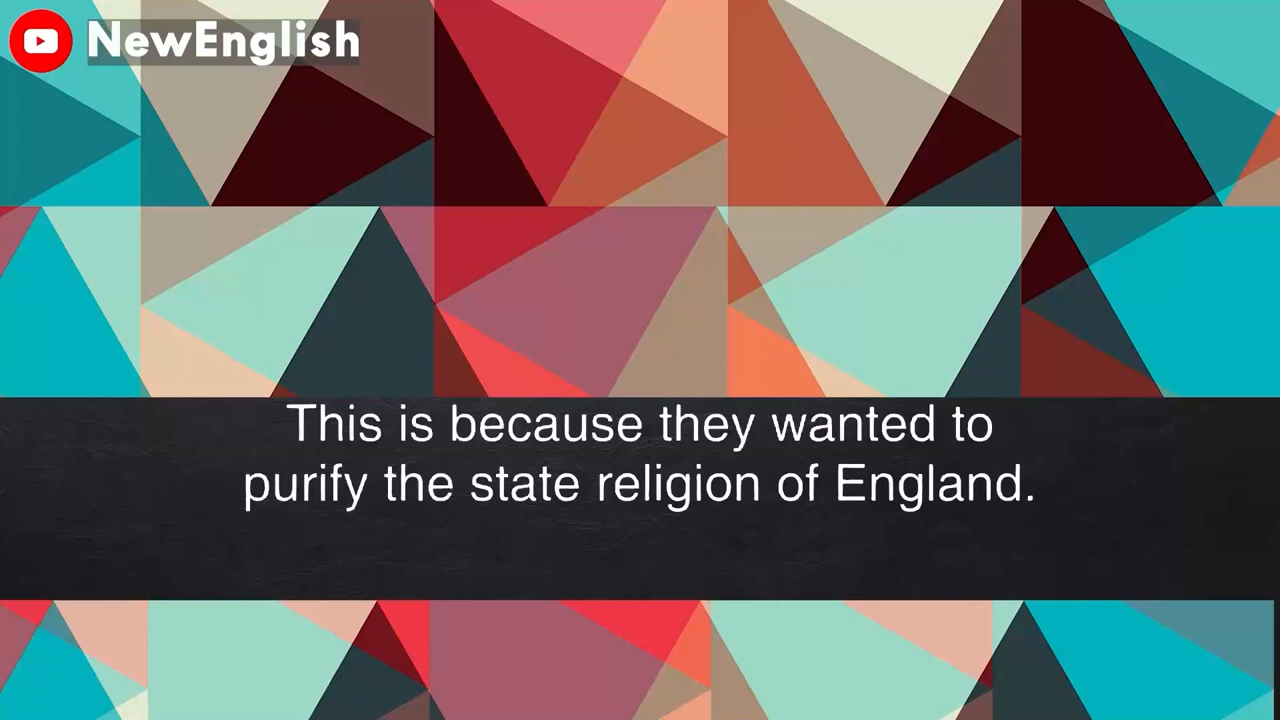 NewEnglish
This is because they wanted to
purify the state religion of England.